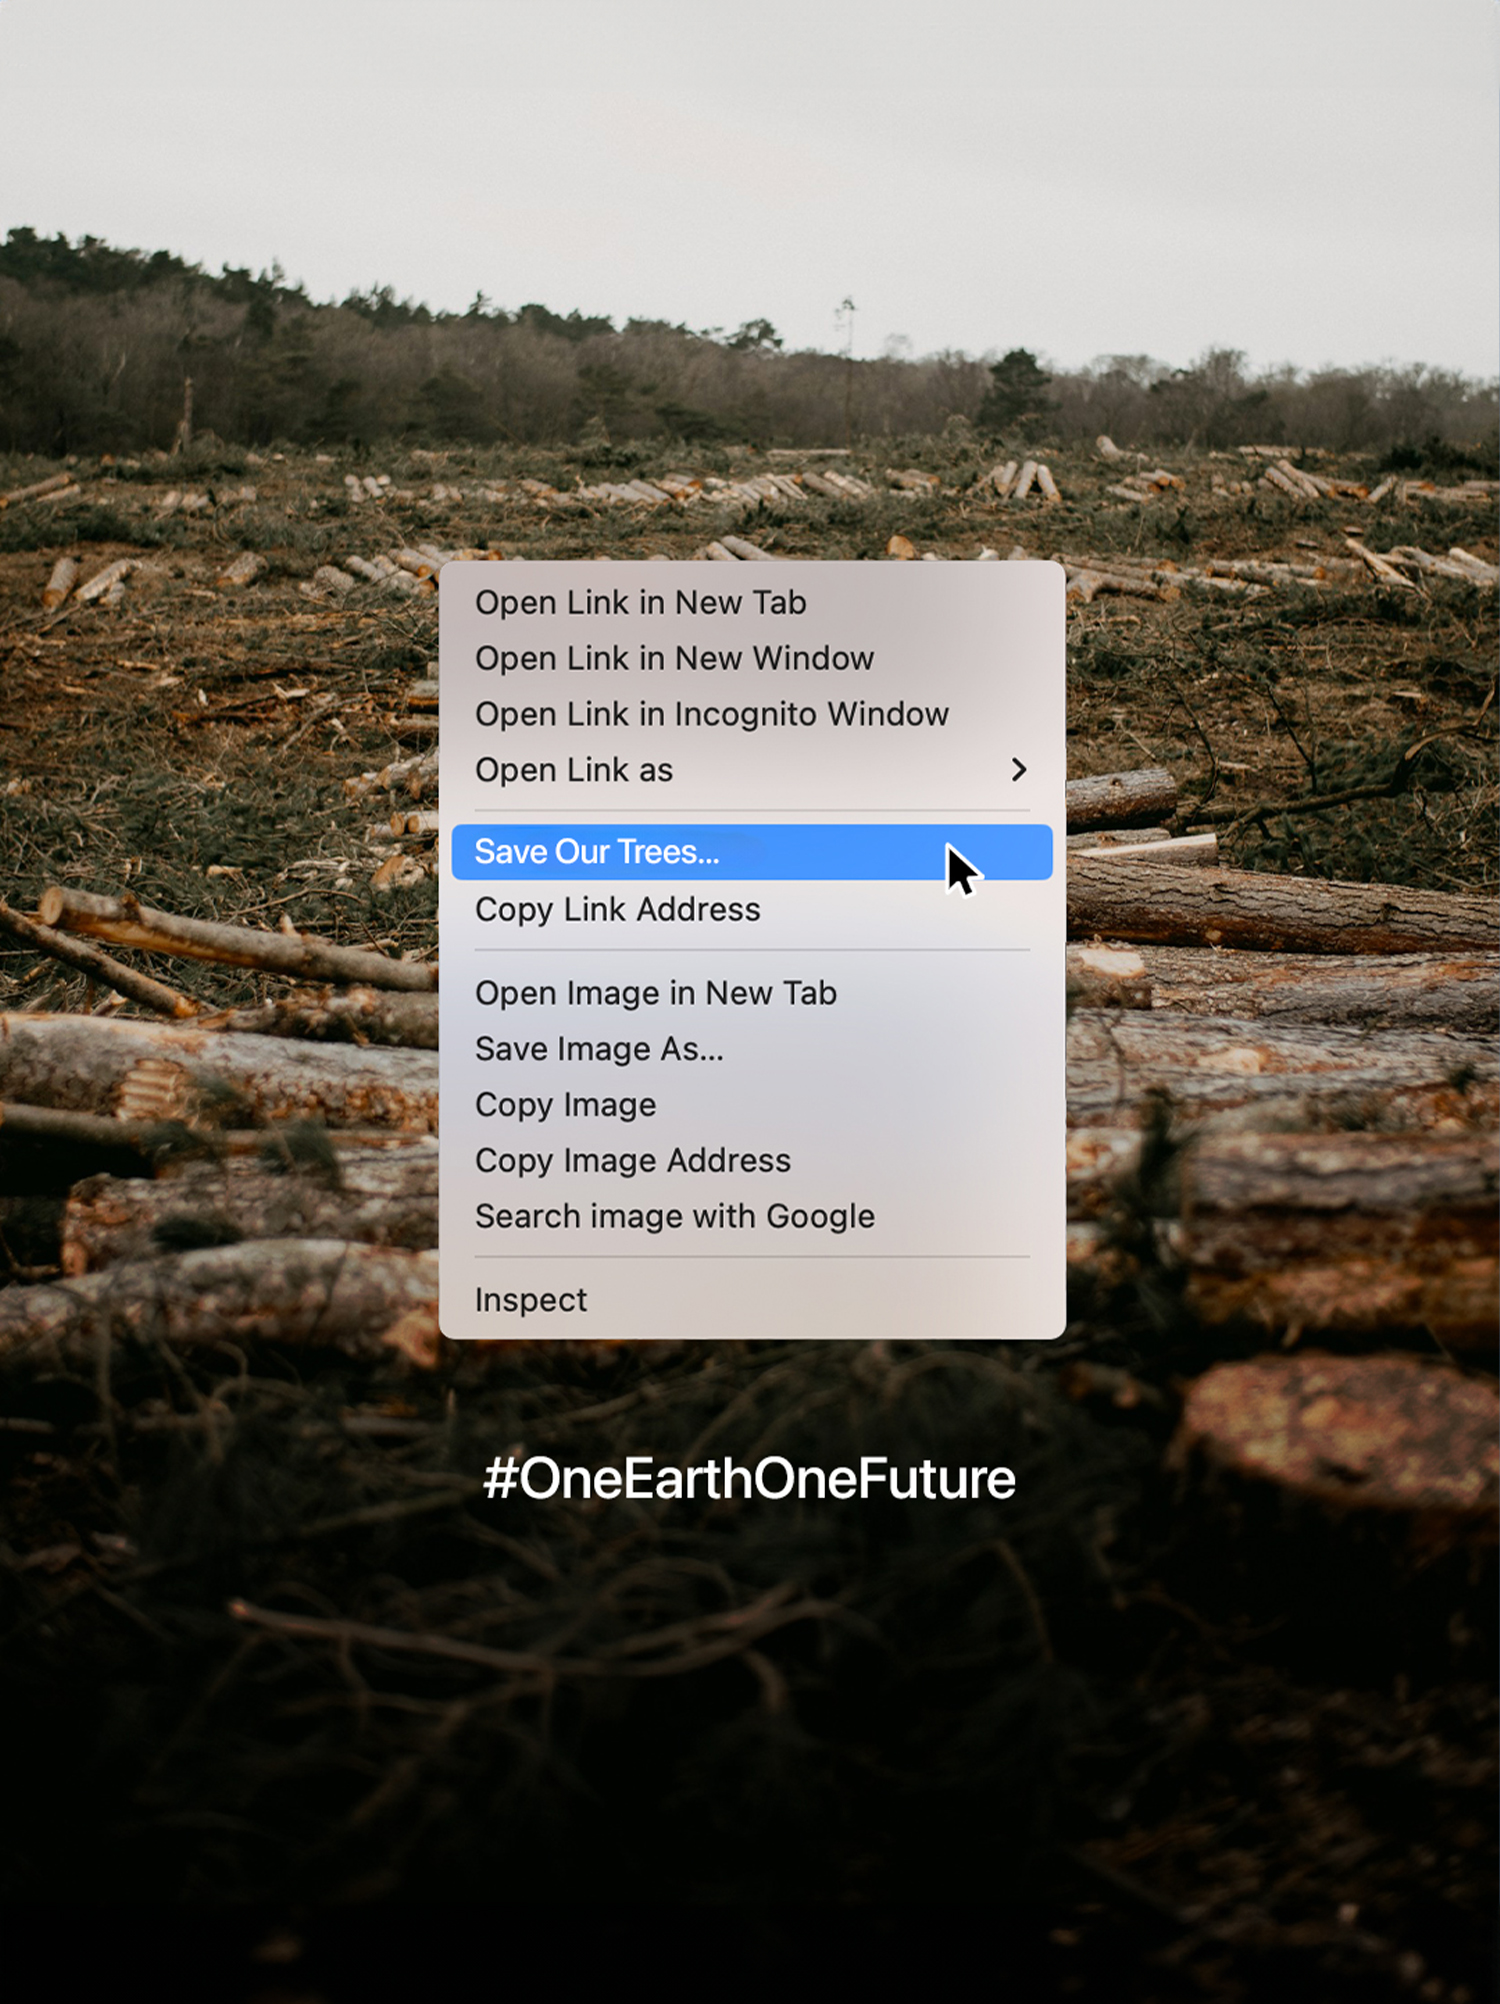 Open Link in New Tab
Open Link in New Window
Open Link in Incognito Window
Open Link as
Save Our Trees...
Copy Link Address
Open Image in New Tab
Save Image As...
Copy Image
Copy Image Address
Search image with Google
Inspect
#OneEarthOneFuture